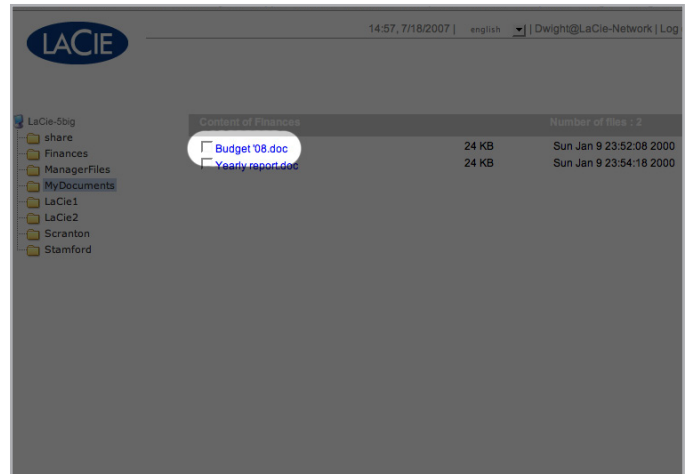 14:57, 7/18/2007 | english | Dwight@LaCie-Network | Log
LACIE
LaCie-5big
Content of Finances Number of files : 2
share
Budget '08.doc 24 KB Sun Jan 9 23:52:08 2000
Finances
Yearly report.doc 24 KB Sun Jan 9 23:54:18 2000
ManagerFiles
MyDocuments
LaCie1
LaCie2
Scranton
Stamford